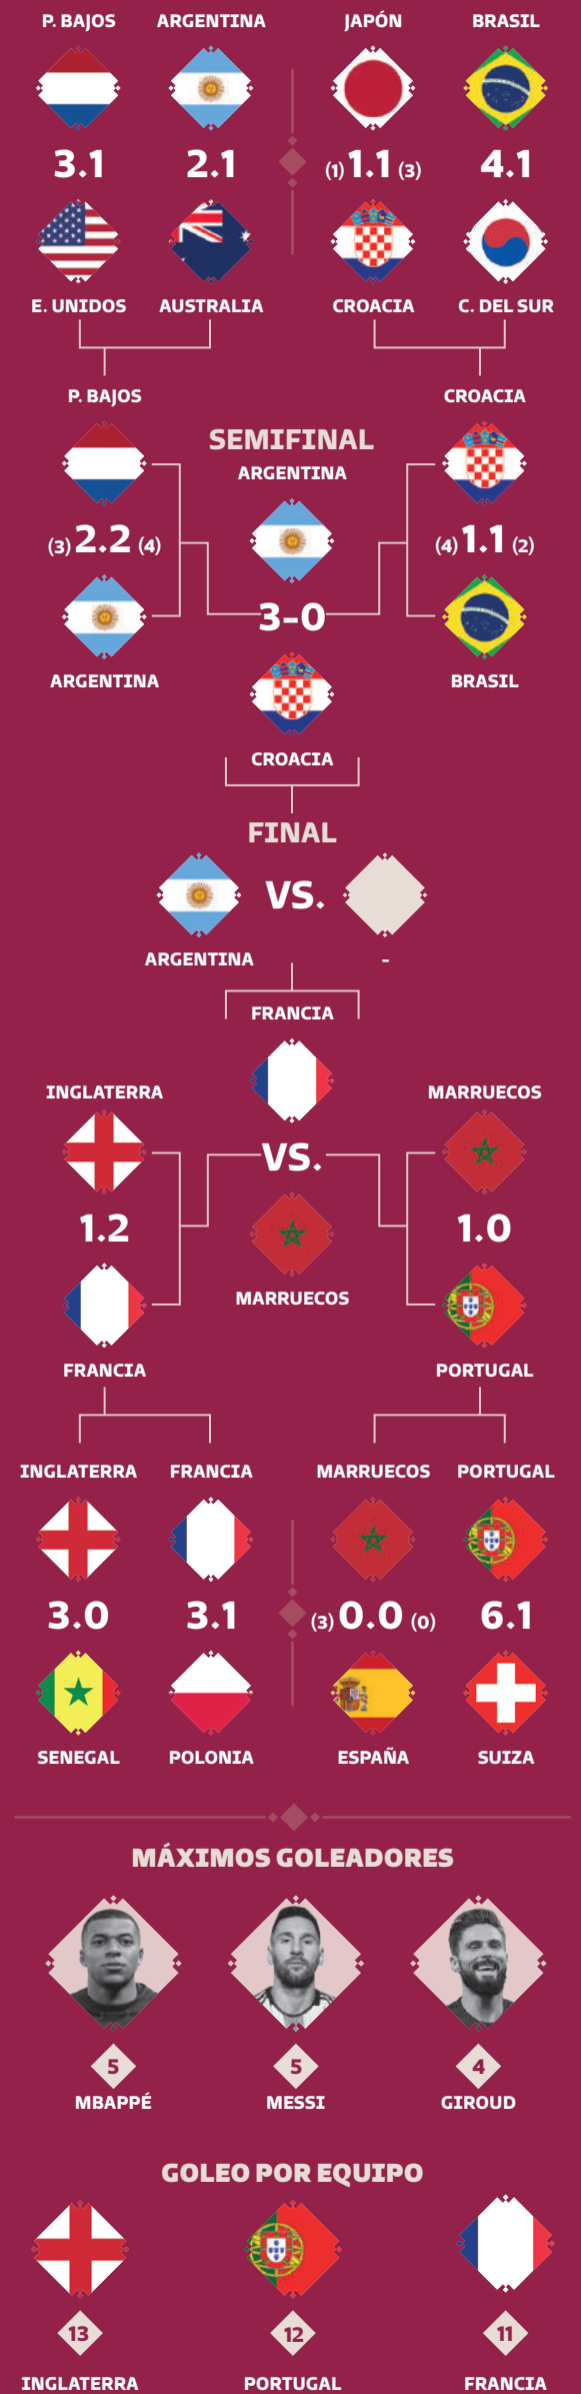 P. BAJOS ARGENTINA JAPÓN BRASIL
3.1 2.1 (1) 1.1 (3) 4.1
E. UNIDOS AUSTRALIA CROACIA C. DEL SUR
P. BAJOS CROACIA
SEMIFINAL
ARGENTINA
(3) 2.2 (4) (4) 1.1 (2)
3-0
ARGENTINA BRASIL
CROACIA
FINAL
VS.
ARGENTINA -
FRANCIA
INGLATERRA MARRUECOS
VS.
1.2 1.0
MARRUECOS
FRANCIA PORTUGAL
INGLATERRA FRANCIA MARRUECOS PORTUGAL
3.0 3.1 (3) 0.0 (0) 6.1
SENEGAL POLONIA ESPAÑA SUIZA
MÁXIMOS GOLEADORES
5 5 4
MBAPPÉ MESSI GIROUD
GOLEO POR EQUIPO
13 12 11
INGLATERRA PORTUGAL FRANCIA